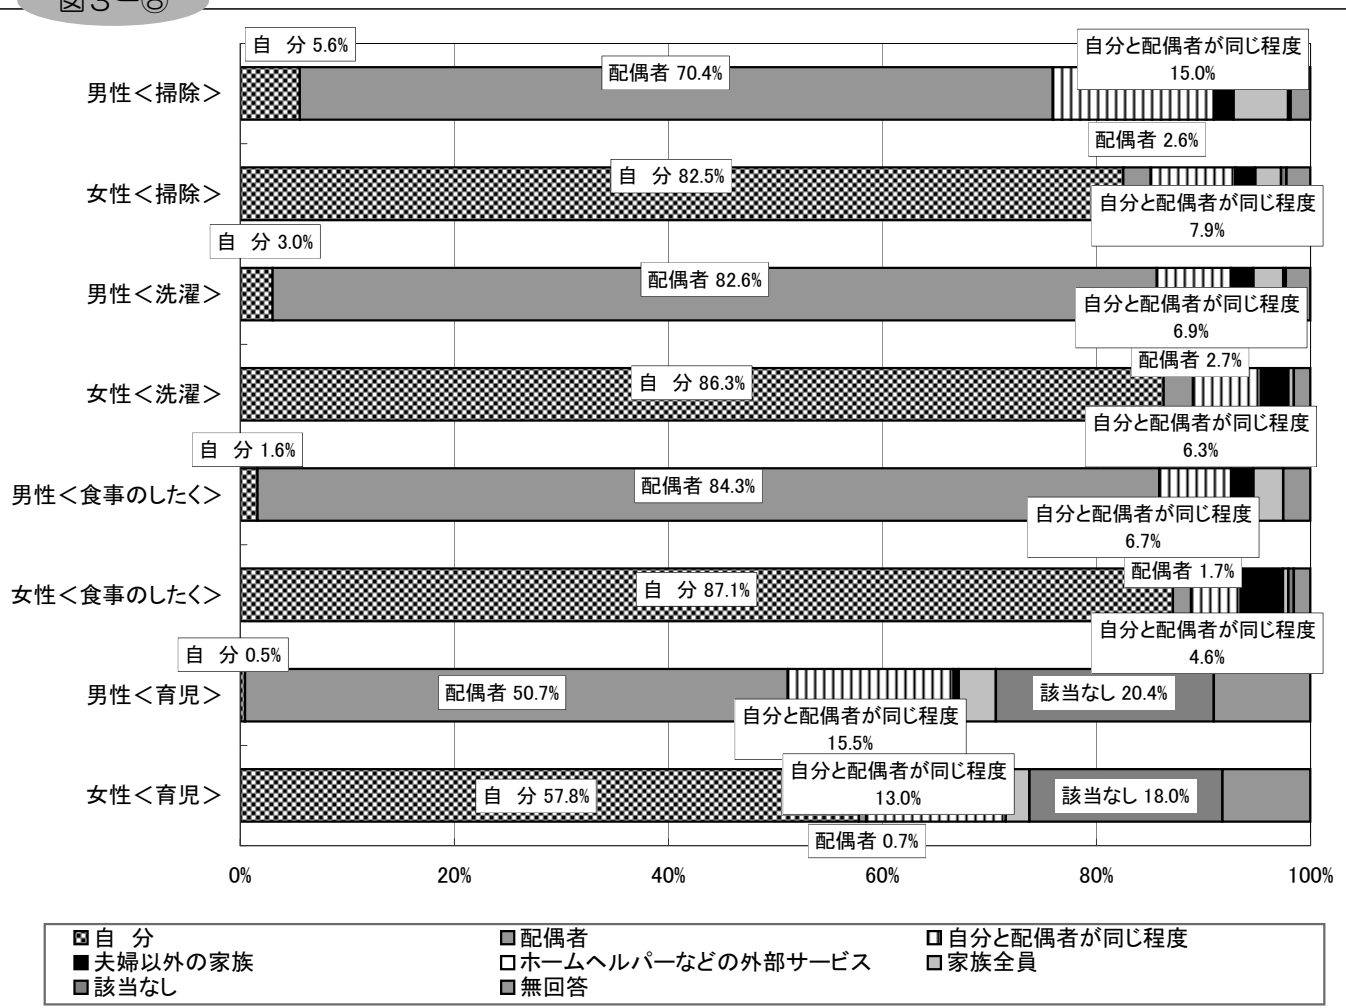 図３－⑥
自　分 5.6%
配偶者 70.4%
自分と配偶者が同じ程度
15.0%
男性＜掃除＞
配偶者 2.6%
自　分 82.5%
女性＜掃除＞
自分と配偶者が同じ程度
7.9%
自　分 3.0%
配偶者 82.6%
男性＜洗濯＞
自分と配偶者が同じ程度
6.9%
配偶者 2.7%
自　分 86.3%
女性＜洗濯＞
自分と配偶者が同じ程度
6.3%
自　分 1.6%
配偶者 84.3%
男性＜食事のしたく＞
自分と配偶者が同じ程度
6.7%
配偶者 1.7%
自　分 87.1%
女性＜食事のしたく＞
自分と配偶者が同じ程度
4.6%
自　分 0.5%
配偶者 50.7%
該当なし 20.4%
男性＜育児＞
自分と配偶者が同じ程度
15.5%
自分と配偶者が同じ程度
13.0%
自　分 57.8%
該当なし 18.0%
女性＜育児＞
配偶者 0.7%
0%
20%
40%
60%
80%
100%
自　分
配偶者
自分と配偶者が同じ程度
夫婦以外の家族
ホームヘルパーなどの外部サービス
家族全員
該当なし
無回答